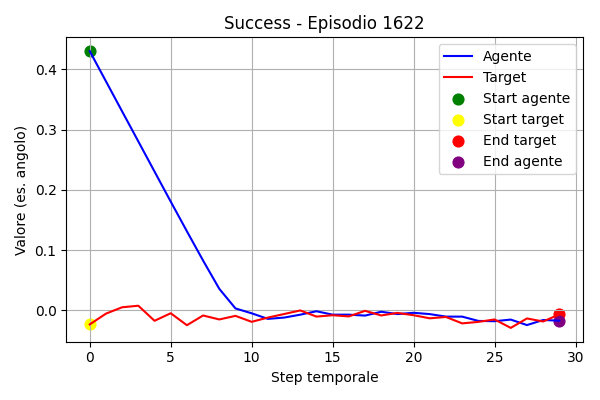 Success - Episodio 1622
Valore (es. angolo)
0.4
0.3
0.2
0.1
0.0
0
5
10
15
20
25
30
Step temporale
Agente
Target
Start agente
Start target
End target
End agente